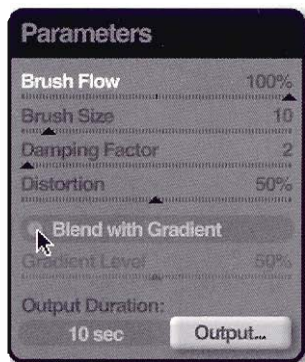 Parameters
Brush Flow 100%
Brush Size 10
Damping Factor 2
Distortion 50%
Blend with Gradient
Gradient Level 50%
Output Duration:
10 sec Output...